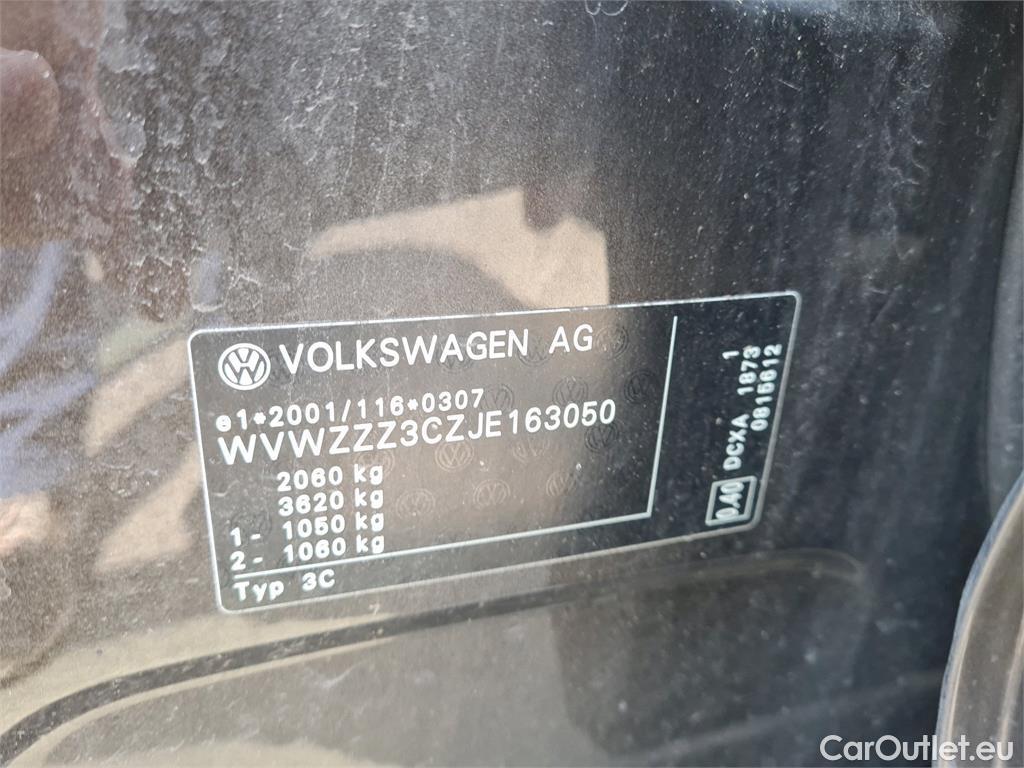 VOLKSWAGEN AG
e1*2001/116*0307
WVWZZZ3CZJE163050
2060 kg
3620 kg
1 - 1050 kg
2 - 1060 kg
Typ 3C
0.40
DCXA 1873 1
0815612
CarOutlet.eu